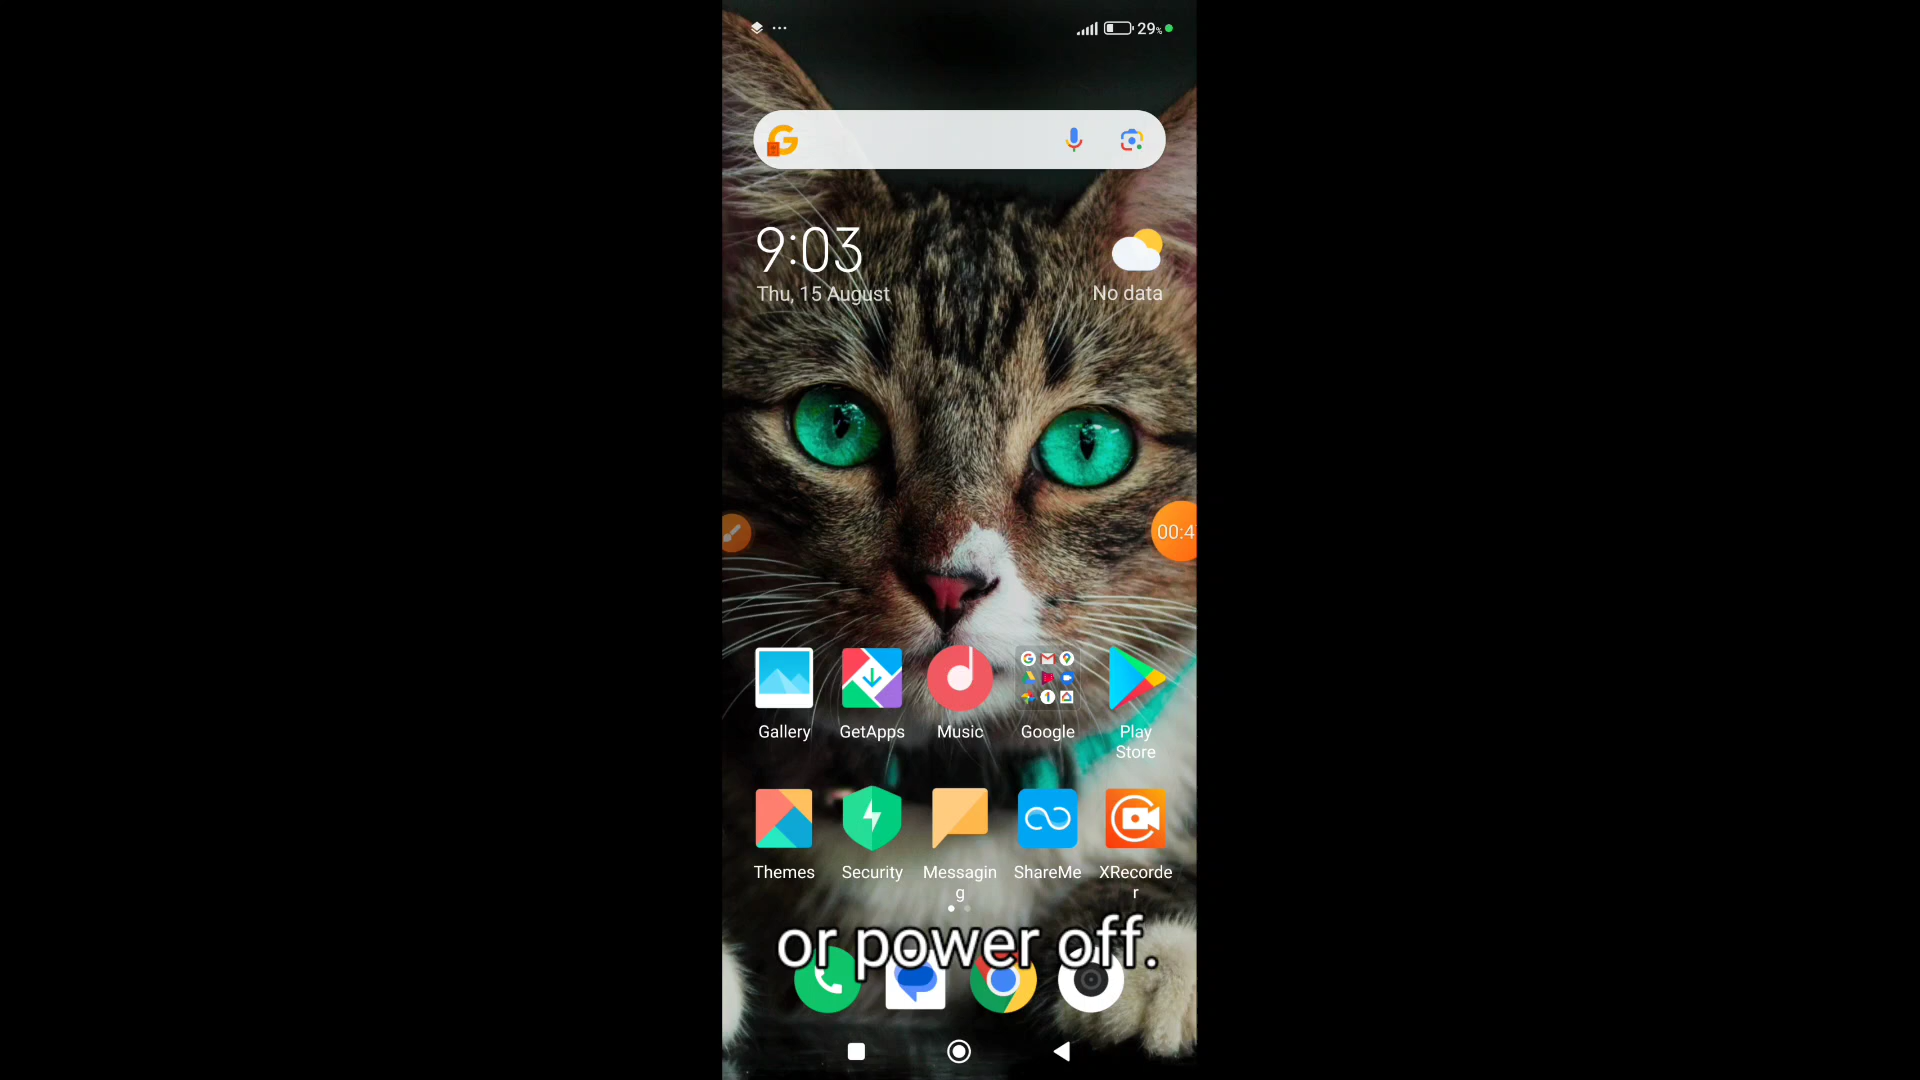 29%
9:03
Thu, 15 August
No data
00:4
Gallery
GetApps
Music
Google
Play
Store
Themes
Security
Messagin
g
ShareMe
XRecorde
r
or power off.